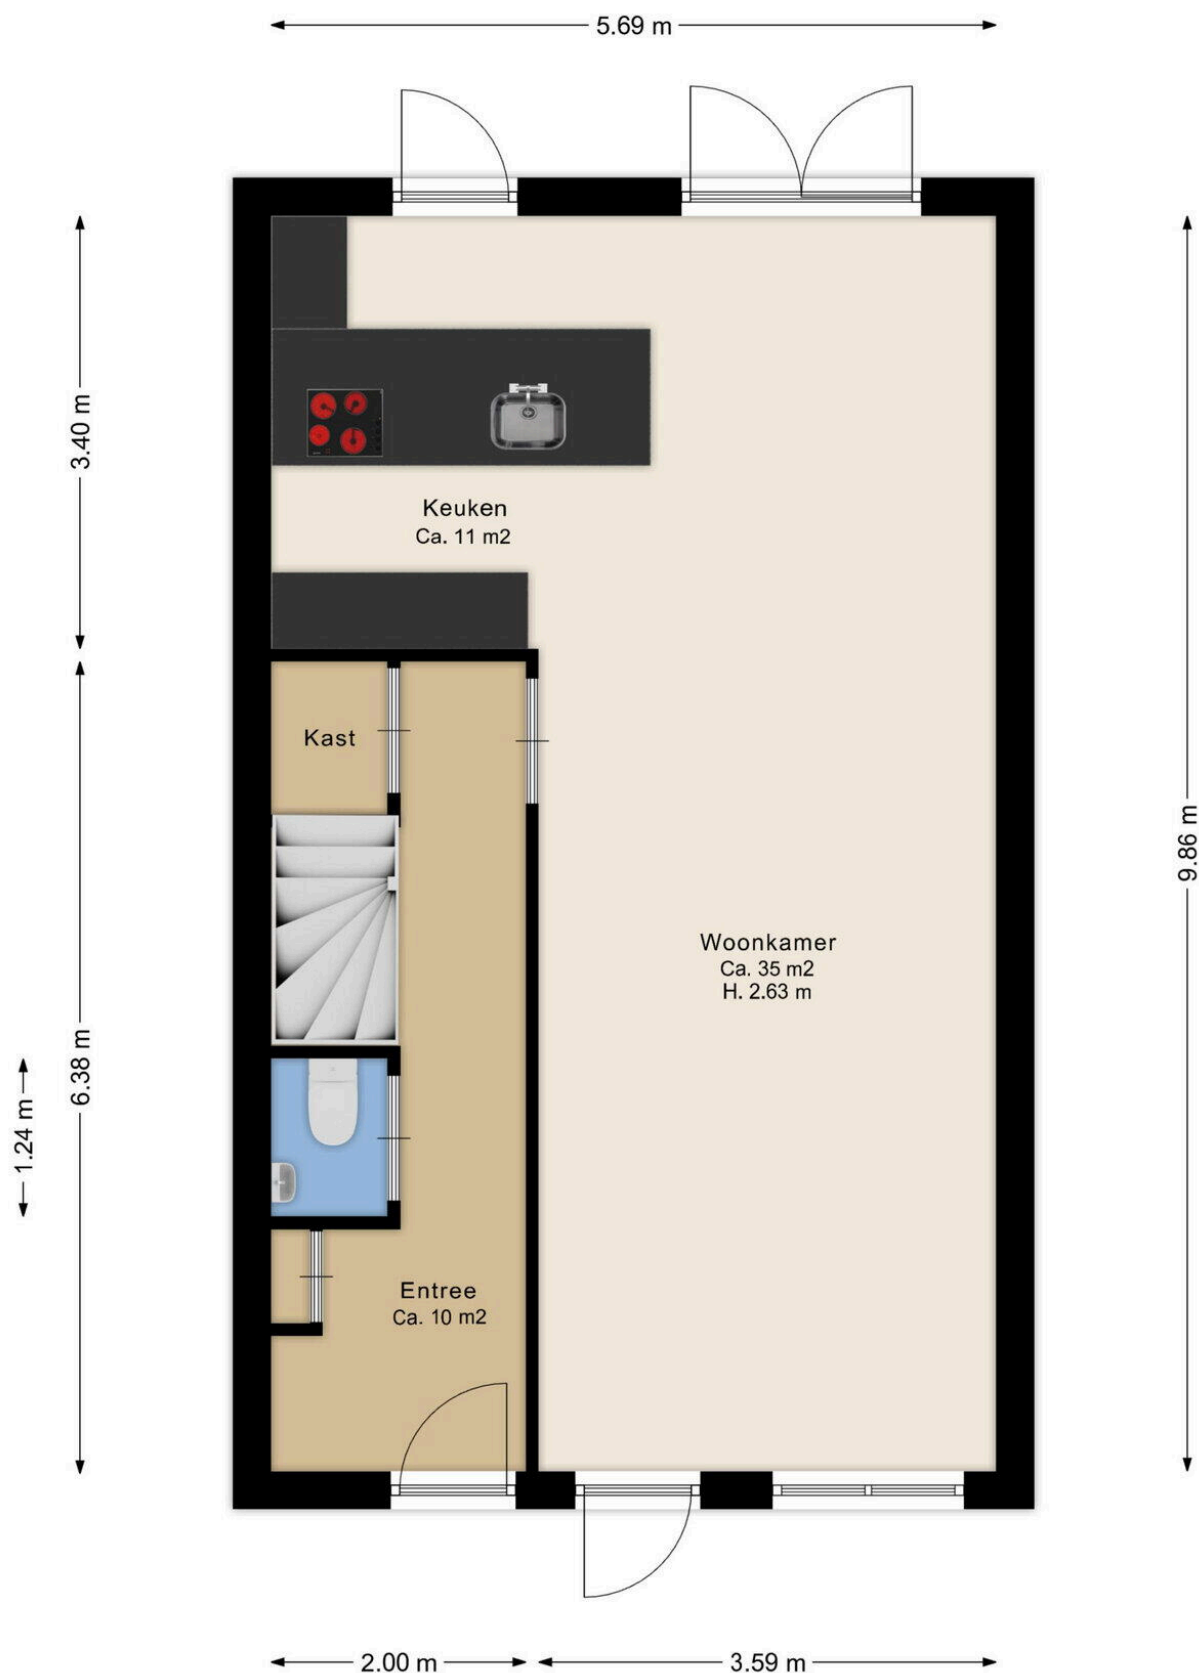 5.69 m
3.40 m
Keuken
Ca. 11 m2
Kast
9.86 m
Woonkamer
Ca. 35 m2
H. 2.63 m
6.38 m
1.24 m
Entree
Ca. 10 m2
2.00 m
3.59 m